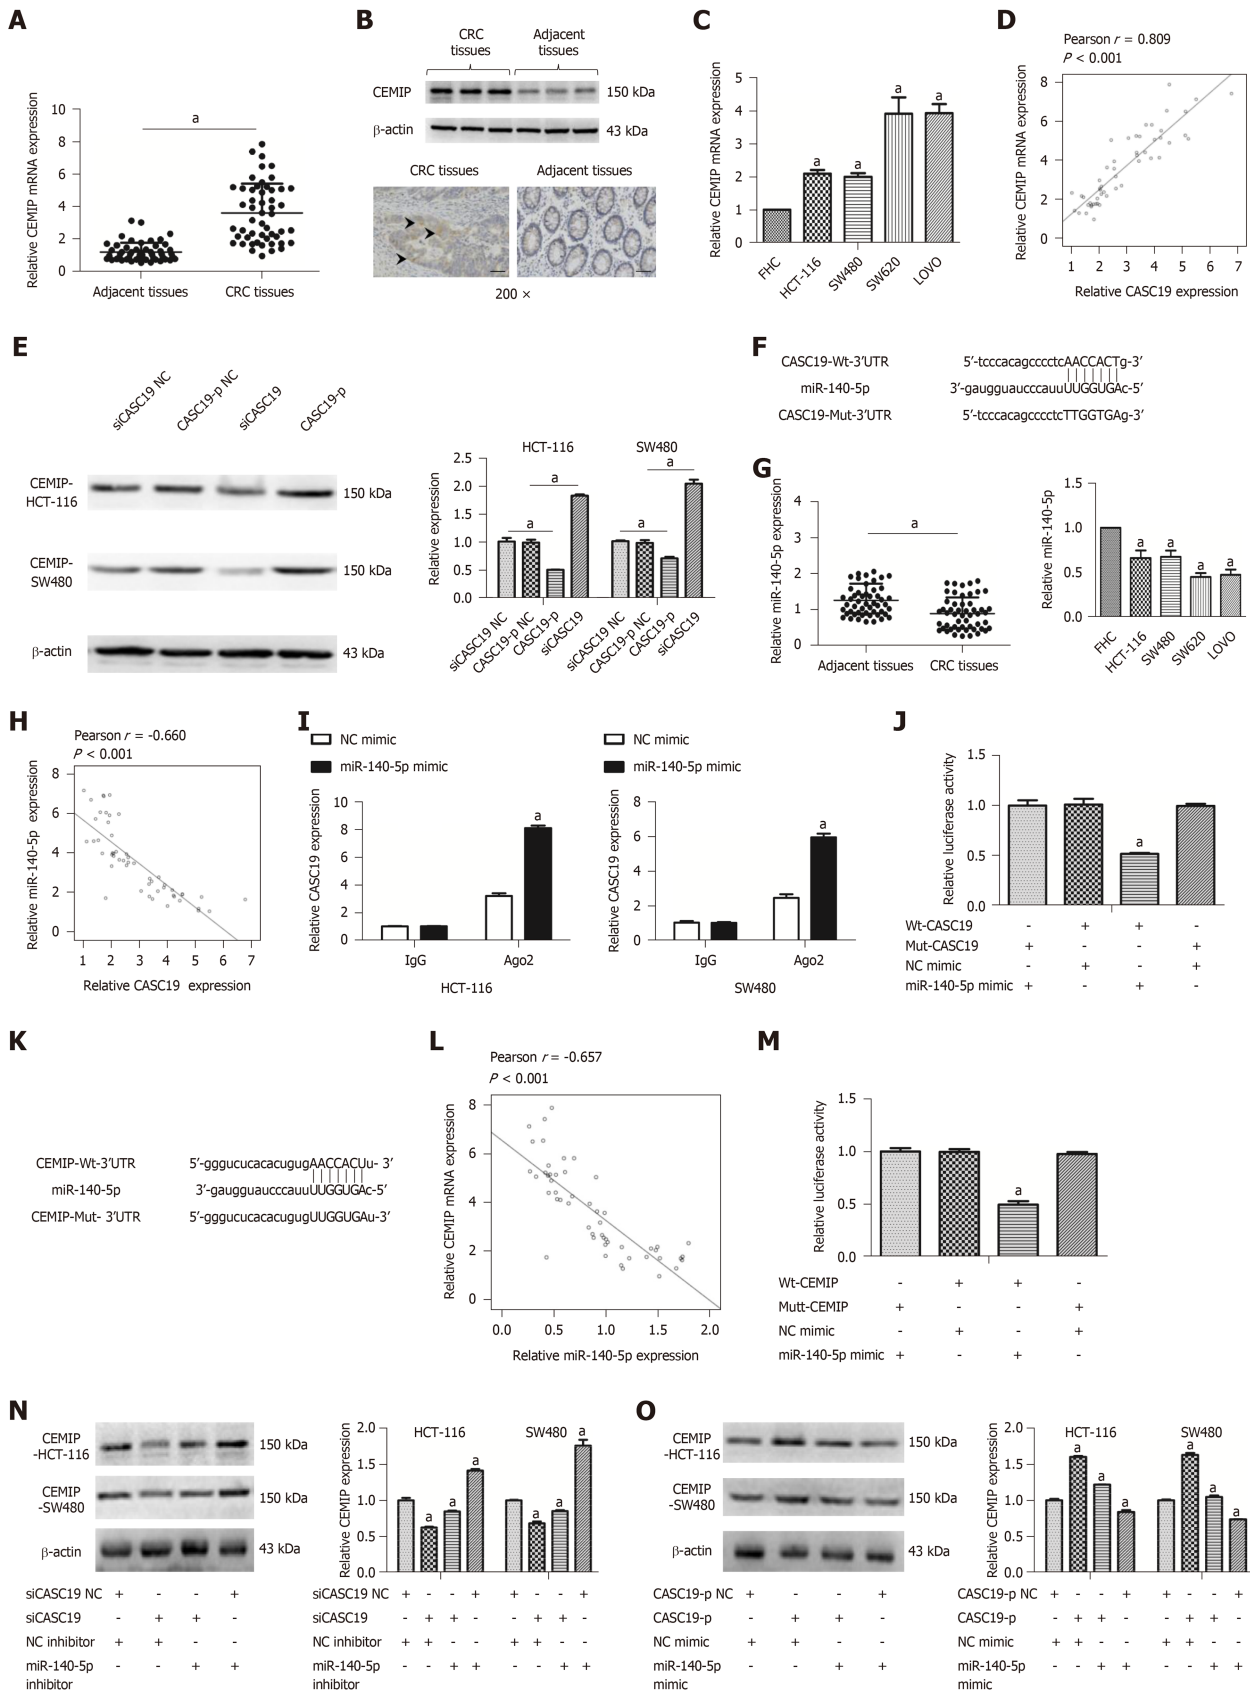 A
Relative CEMIP mRNA expression
10
8
6
4
2
0
a
Adjacent tissues
CRC tissues
B
CRC
tissues
Adjacent
tissues
CEMIP
150 kDa
β-actin
43 kDa
CRC tissues
Adjacent tissues
200 ×
C
Relative CEMIP mRNA expression
5
4
3
2
1
0
a
a
a
a
FHC
HCT-116
SW480
SW620
LOVO
D
Pearson r = 0.809
P < 0.001
Relative CEMIP mRNA expression
8
6
4
2
0
1 2 3 4 5 6 7
Relative CASC19 expression
E
siCASC19 NC
CASC19-p NC
siCASC19
CASC19-p
CEMIP-
HCT-116
150 kDa
CEMIP-
SW480
150 kDa
β-actin
43 kDa
HCT-116
SW480
Relative expression
2.5
2.0
1.5
1.0
0.5
0.0
a
a
a
a
siCASC19 NC
CASC19-p NC
CASC19-p
siCASC19
siCASC19 NC
CASC19-p NC
CASC19-p
siCASC19
F
CASC19-Wt-3′UTR 5′-tcccacagcccctcAACCACTg-3′
miR-140-5p 3′-gaugguaucccauuUUGGUGAc-5′
CASC19-Mut-3′UTR 5′-tcccacagcccctcTTGGTGAg-3′
G
Relative miR-140-5p expression
4
3
2
1
0
a
Adjacent tissues
CRC tissues
Relative miR-140-5p
1.5
1.0
0.5
0.0
a
a
a
a
FHC
HCT-116
SW480
SW620
LOVO
H
Pearson r = -0.660
P < 0.001
Relative miR-140-5p expression
8
6
4
2
0
1 2 3 4 5 6 7
Relative CASC19 expression
I
NC mimic
miR-140-5p mimic
Relative CASC19 expression
10
8
6
4
2
0
a
IgG
Ago2
HCT-116
NC mimic
miR-140-5p mimic
Relative CASC19 expression
8
6
4
2
0
a
IgG
Ago2
SW480
J
Relative luciferase activity
1.5
1.0
0.5
0.0
a
Wt-CASC19 - + + -
Mut-CASC19 + - - +
NC mimic - + - +
miR-140-5p mimic + - + -
K
CEMIP-Wt-3′UTR 5′-gggucucacacugugAACCACUu- 3′
miR-140-5p 3′-gaugguaucccauuUUGGUGAc-5′
CEMIP-Mut- 3′UTR 5′-gggucucacacugugUUGGUGAu-3′
L
Pearson r = -0.657
P < 0.001
Relative CEMIP mRNA expression
8
6
4
2
0
0.0 0.5 1.0 1.5 2.0
Relative miR-140-5p expression
M
Relative luciferase activity
1.5
1.0
0.5
0.0
a
Wt-CEMIP - + + -
Mutt-CEMIP + - - +
NC mimic - + - +
miR-140-5p mimic + - + -
N
CEMIP
-HCT-116
150 kDa
CEMIP
-SW480
150 kDa
β-actin
43 kDa
siCASC19 NC + - - +
siCASC19 - + + -
NC inhibitor + + - -
miR-140-5p - - + +
inhibitor
Relative CEMIP expression
2.0
1.5
1.0
0.5
0.0
HCT-116
SW480
a
a
a
a
a
a
siCASC19 NC + - - + + - - +
siCASC19 - + + - - + + -
NC inhibitor + + - - + + - -
miR-140-5p - - + + - - + +
inhibitor
O
CEMIP
-HCT-116
150 kDa
CEMIP
-SW480
150 kDa
β-actin
43 kDa
CASC19-p NC + - - +
CASC19-p - + + -
NC mimic + + - -
miR-140-5p - - + +
mimic
Relative CEMIP expression
2.0
1.5
1.0
0.5
0.0
HCT-116
SW480
a
a
a
a
a
a
CASC19-p NC + - - + + - - +
CASC19-p - + + - - + + -
NC mimic + + - - + + - -
miR-140-5p - - + + - - + +
mimic